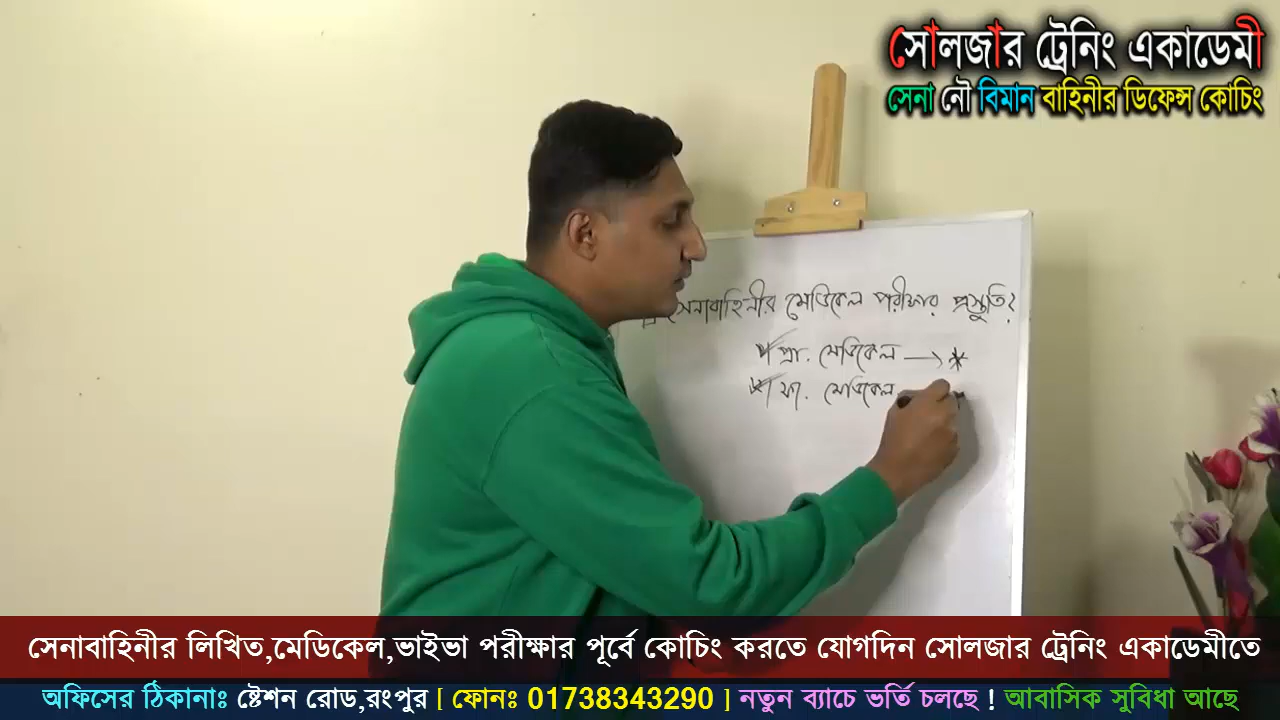 সোলজার ট্রেনিং একাডেমী
সেনা নৌ বিমান বাহিনীর ডিফেন্স কোচিং
সেনাবাহিনীর মেডিকেল পরীক্ষার প্রস্তুতি?
প্রা. মেডিকেল → *
ফা. মেডিকেল
সেনাবাহিনীর লিখিত,মেডিকেল,ভাইভা পরীক্ষার পূর্বে কোচিং করতে যোগদিন সোলজার ট্রেনিং একাডেমীতে
অফিসের ঠিকানাঃ ষ্টেশন রোড,রংপুর [ ফোনঃ 01738343290 ] নতুন ব্যাচে ভর্তি চলছে ! আবাসিক সুবিধা আছে